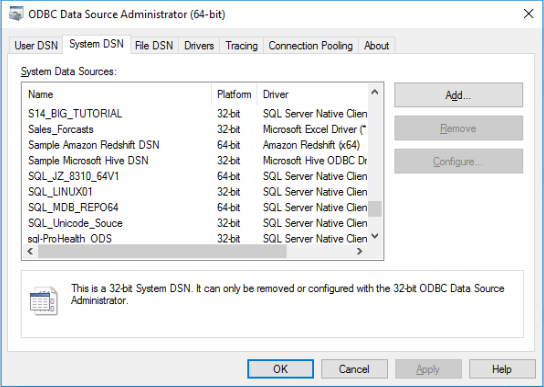 ODBC Data Source Administrator (64-bit)
User DSN System DSN File DSN Drivers Tracing Connection Pooling About
System Data Sources:
Name Platform Driver
S14_BIG_TUTORIAL 32-bit SQL Server Native Clien
Sales_Forcasts 32-bit Microsoft Excel Driver (*
Sample Amazon Redshift DSN 64-bit Amazon Redshift (x64)
Sample Microsoft Hive DSN 32-bit Microsoft Hive ODBC Dr
SQL_JZ_8310_64V1 64-bit SQL Server Native Clien
SQL_LINUX01 32-bit SQL Server Native Clien
SQL_MDB_REPO64 64-bit SQL Server Native Clien
SQL_Unicode_Souce 32-bit SQL Server Native Clien
sql-ProHealth_ODS 32-bit SQL Server Native Clien
Add...
Remove
Configure...
This is a 32-bit System DSN. It can only be removed or configured with the 32-bit ODBC Data Source
Administrator.
OK Cancel Apply Help